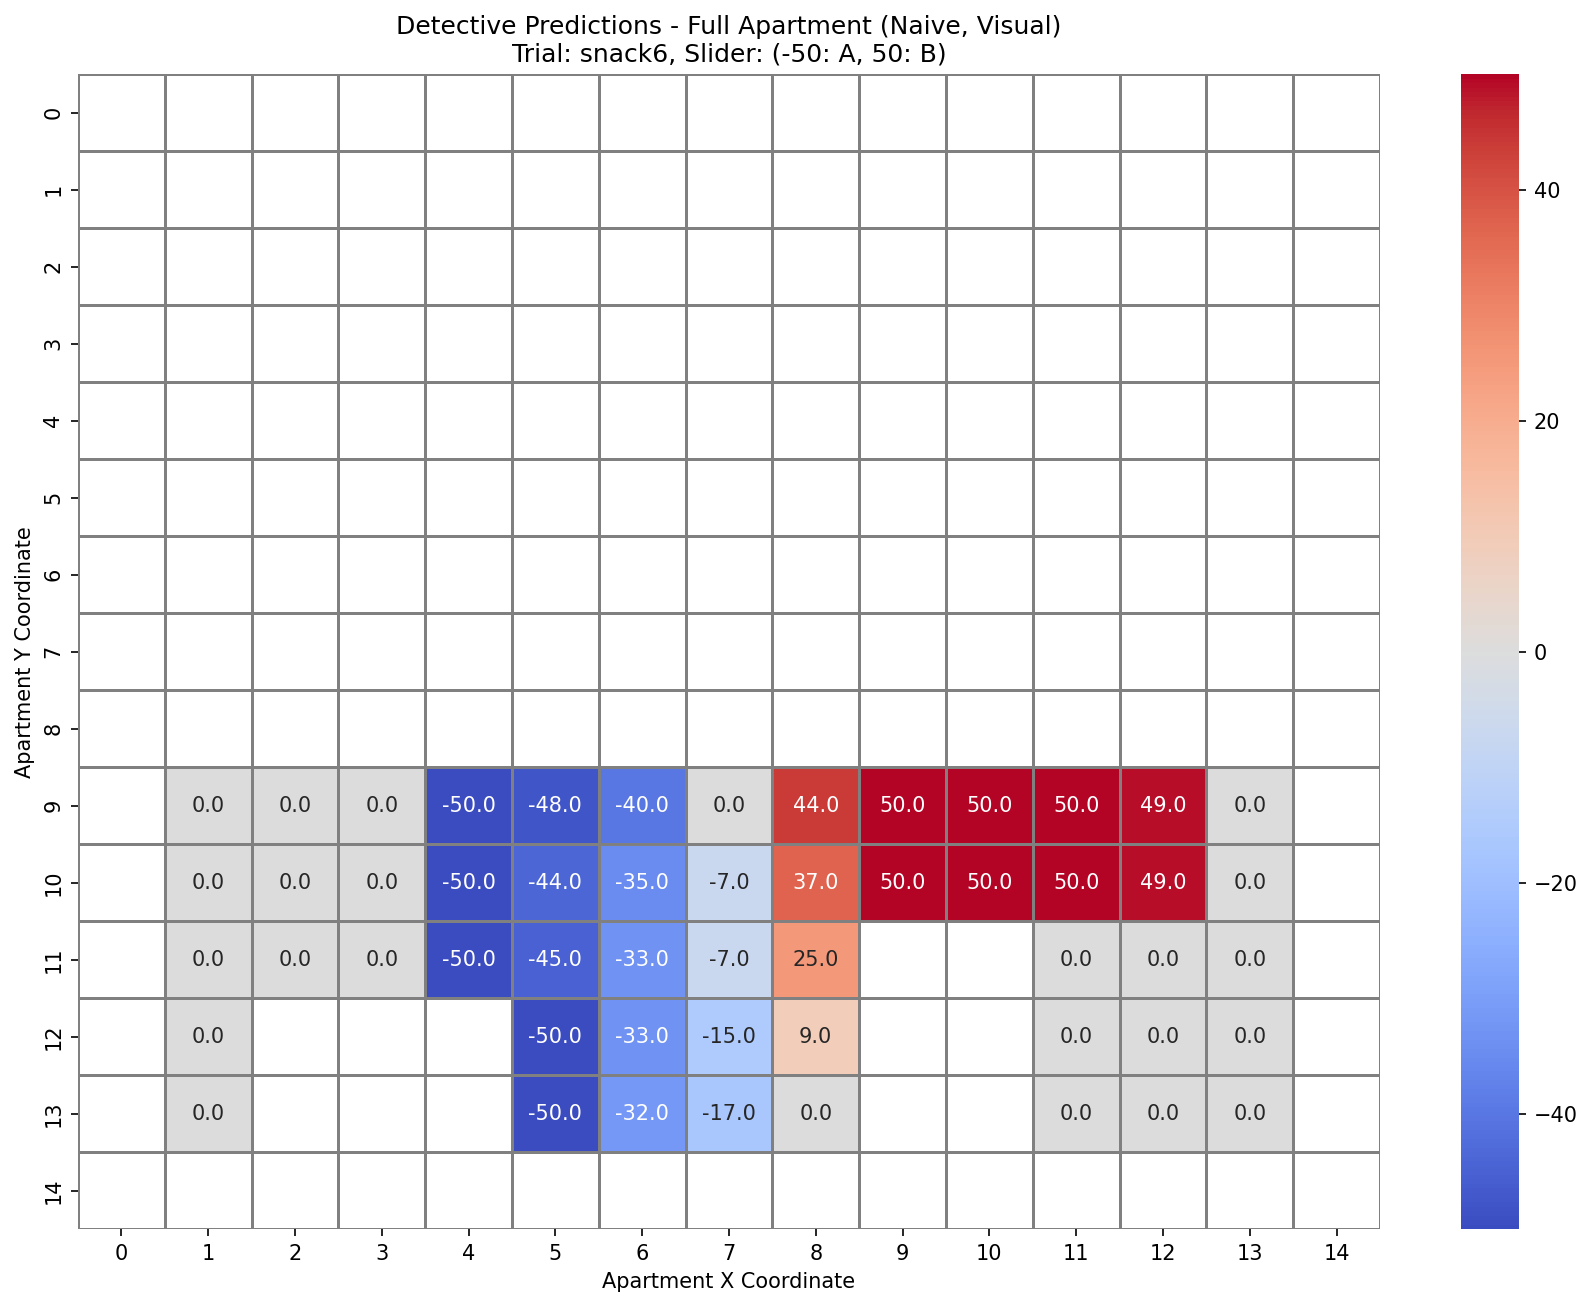 Detective Predictions - Full Apartment (Naive, Visual)
Trial: snack6, Slider: (-50: A, 50: B)
Apartment Y Coordinate
0
1
2
3
4
5
6
7
8
9 0.0 0.0 0.0 -50.0 -48.0 -40.0 0.0 44.0 50.0 50.0 50.0 49.0 0.0
10 0.0 0.0 0.0 -50.0 -44.0 -35.0 -7.0 37.0 50.0 50.0 50.0 49.0 0.0
11 0.0 0.0 0.0 -50.0 -45.0 -33.0 -7.0 25.0 0.0 0.0 0.0
12 0.0 -50.0 -33.0 -15.0 9.0 0.0 0.0 0.0
13 0.0 -50.0 -32.0 -17.0 0.0 0.0 0.0 0.0
14
0 1 2 3 4 5 6 7 8 9 10 11 12 13 14
Apartment X Coordinate
40
20
0
−20
−40